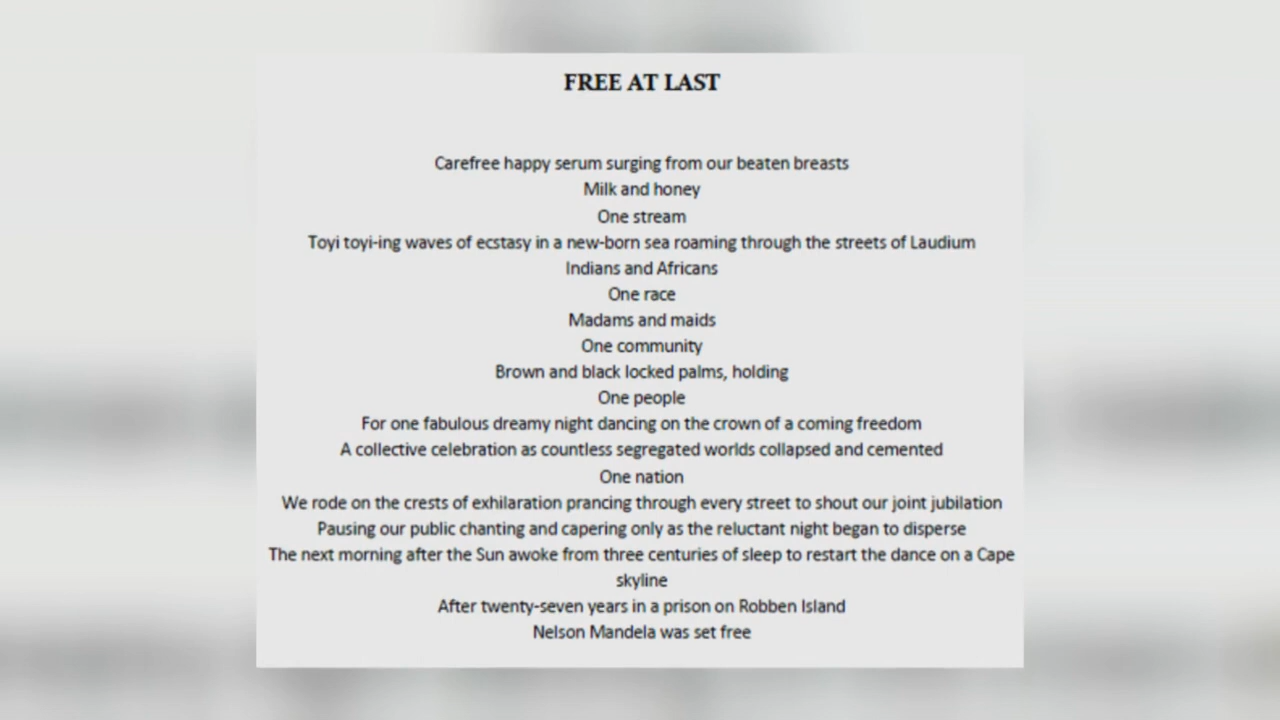 FREE AT LAST
Carefree happy serum surging from our beaten breasts
Milk and honey
One stream
Toyi toyi-ing waves of ecstasy in a new-born sea roaming through the streets of Laudium
Indians and Africans
One race
Madams and maids
One community
Brown and black locked palms, holding
One people
For one fabulous dreamy night dancing on the crown of a coming freedom
A collective celebration as countless segregated worlds collapsed and cemented
One nation
We rode on the crests of exhilaration prancing through every street to shout our joint jubilation
Pausing our public chanting and capering only as the reluctant night began to disperse
The next morning after the Sun awoke from three centuries of sleep to restart the dance on a Cape
skyline
After twenty-seven years in a prison on Robben Island
Nelson Mandela was set free